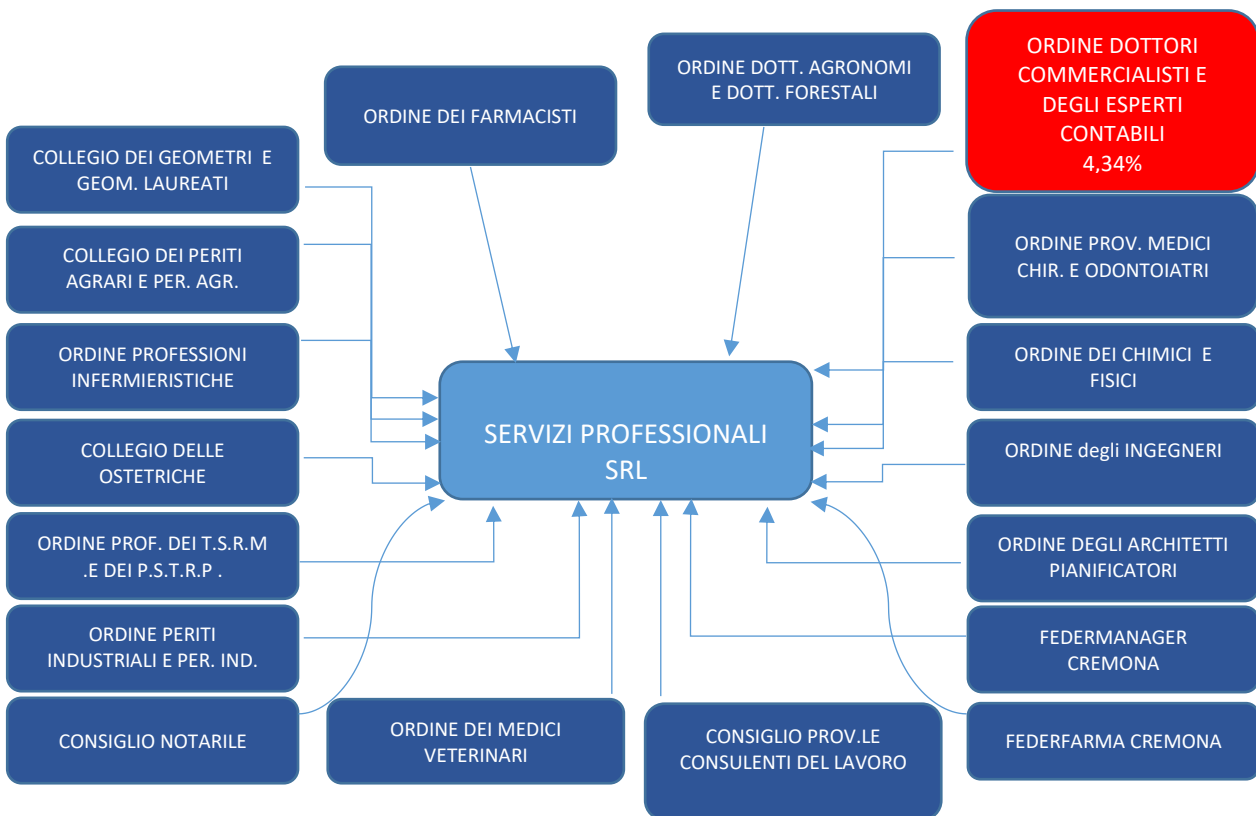 ORDINE DOTTORI
COMMERCIALISTI E
DEGLI ESPERTI
CONTABILI
4,34%
ORDINE DOTT. AGRONOMI
E DOTT. FORESTALI
ORDINE DEI FARMACISTI
COLLEGIO DEI GEOMETRI E
GEOM. LAUREATI
COLLEGIO DEI PERITI
AGRARI E PER. AGR.
ORDINE PROV. MEDICI
CHIR. E ODONTOIATRI
ORDINE PROFESSIONI
INFERMIERISTICHE
ORDINE DEI CHIMICI E
FISICI
SERVIZI PROFESSIONALI
SRL
COLLEGIO DELLE
OSTETRICHE
ORDINE degli INGEGNERI
ORDINE PROF. DEI T.S.R.M
.E DEI P.S.T.R.P .
ORDINE DEGLI ARCHITETTI
PIANIFICATORI
ORDINE PERITI
INDUSTRIALI E PER. IND.
FEDERMANAGER
CREMONA
CONSIGLIO NOTARILE
ORDINE DEI MEDICI
VETERINARI
CONSIGLIO PROV.LE
CONSULENTI DEL LAVORO
FEDERFARMA CREMONA